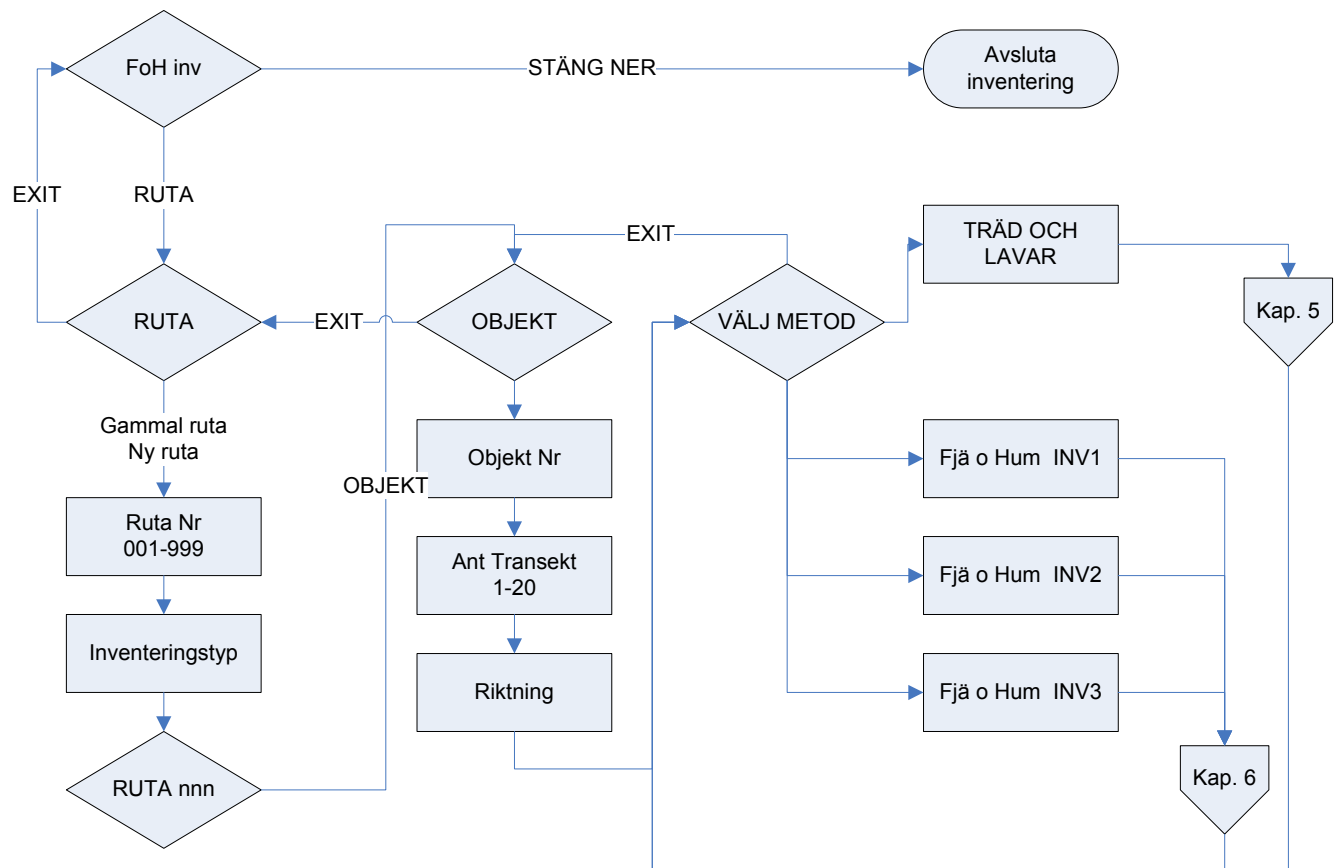 FoH inv
STÄNG NER
Avsluta
inventering
EXIT
RUTA
EXIT
TRÄD OCH
LAVAR
RUTA
EXIT
OBJEKT
VÄLJ METOD
Kap. 5
Gammal ruta
Ny ruta
Objekt Nr
Fjä o Hum INV1
OBJEKT
Ruta Nr
001-999
Ant Transekt
1-20
Fjä o Hum INV2
Inventeringstyp
Riktning
Fjä o Hum INV3
RUTA nnn
Kap. 6